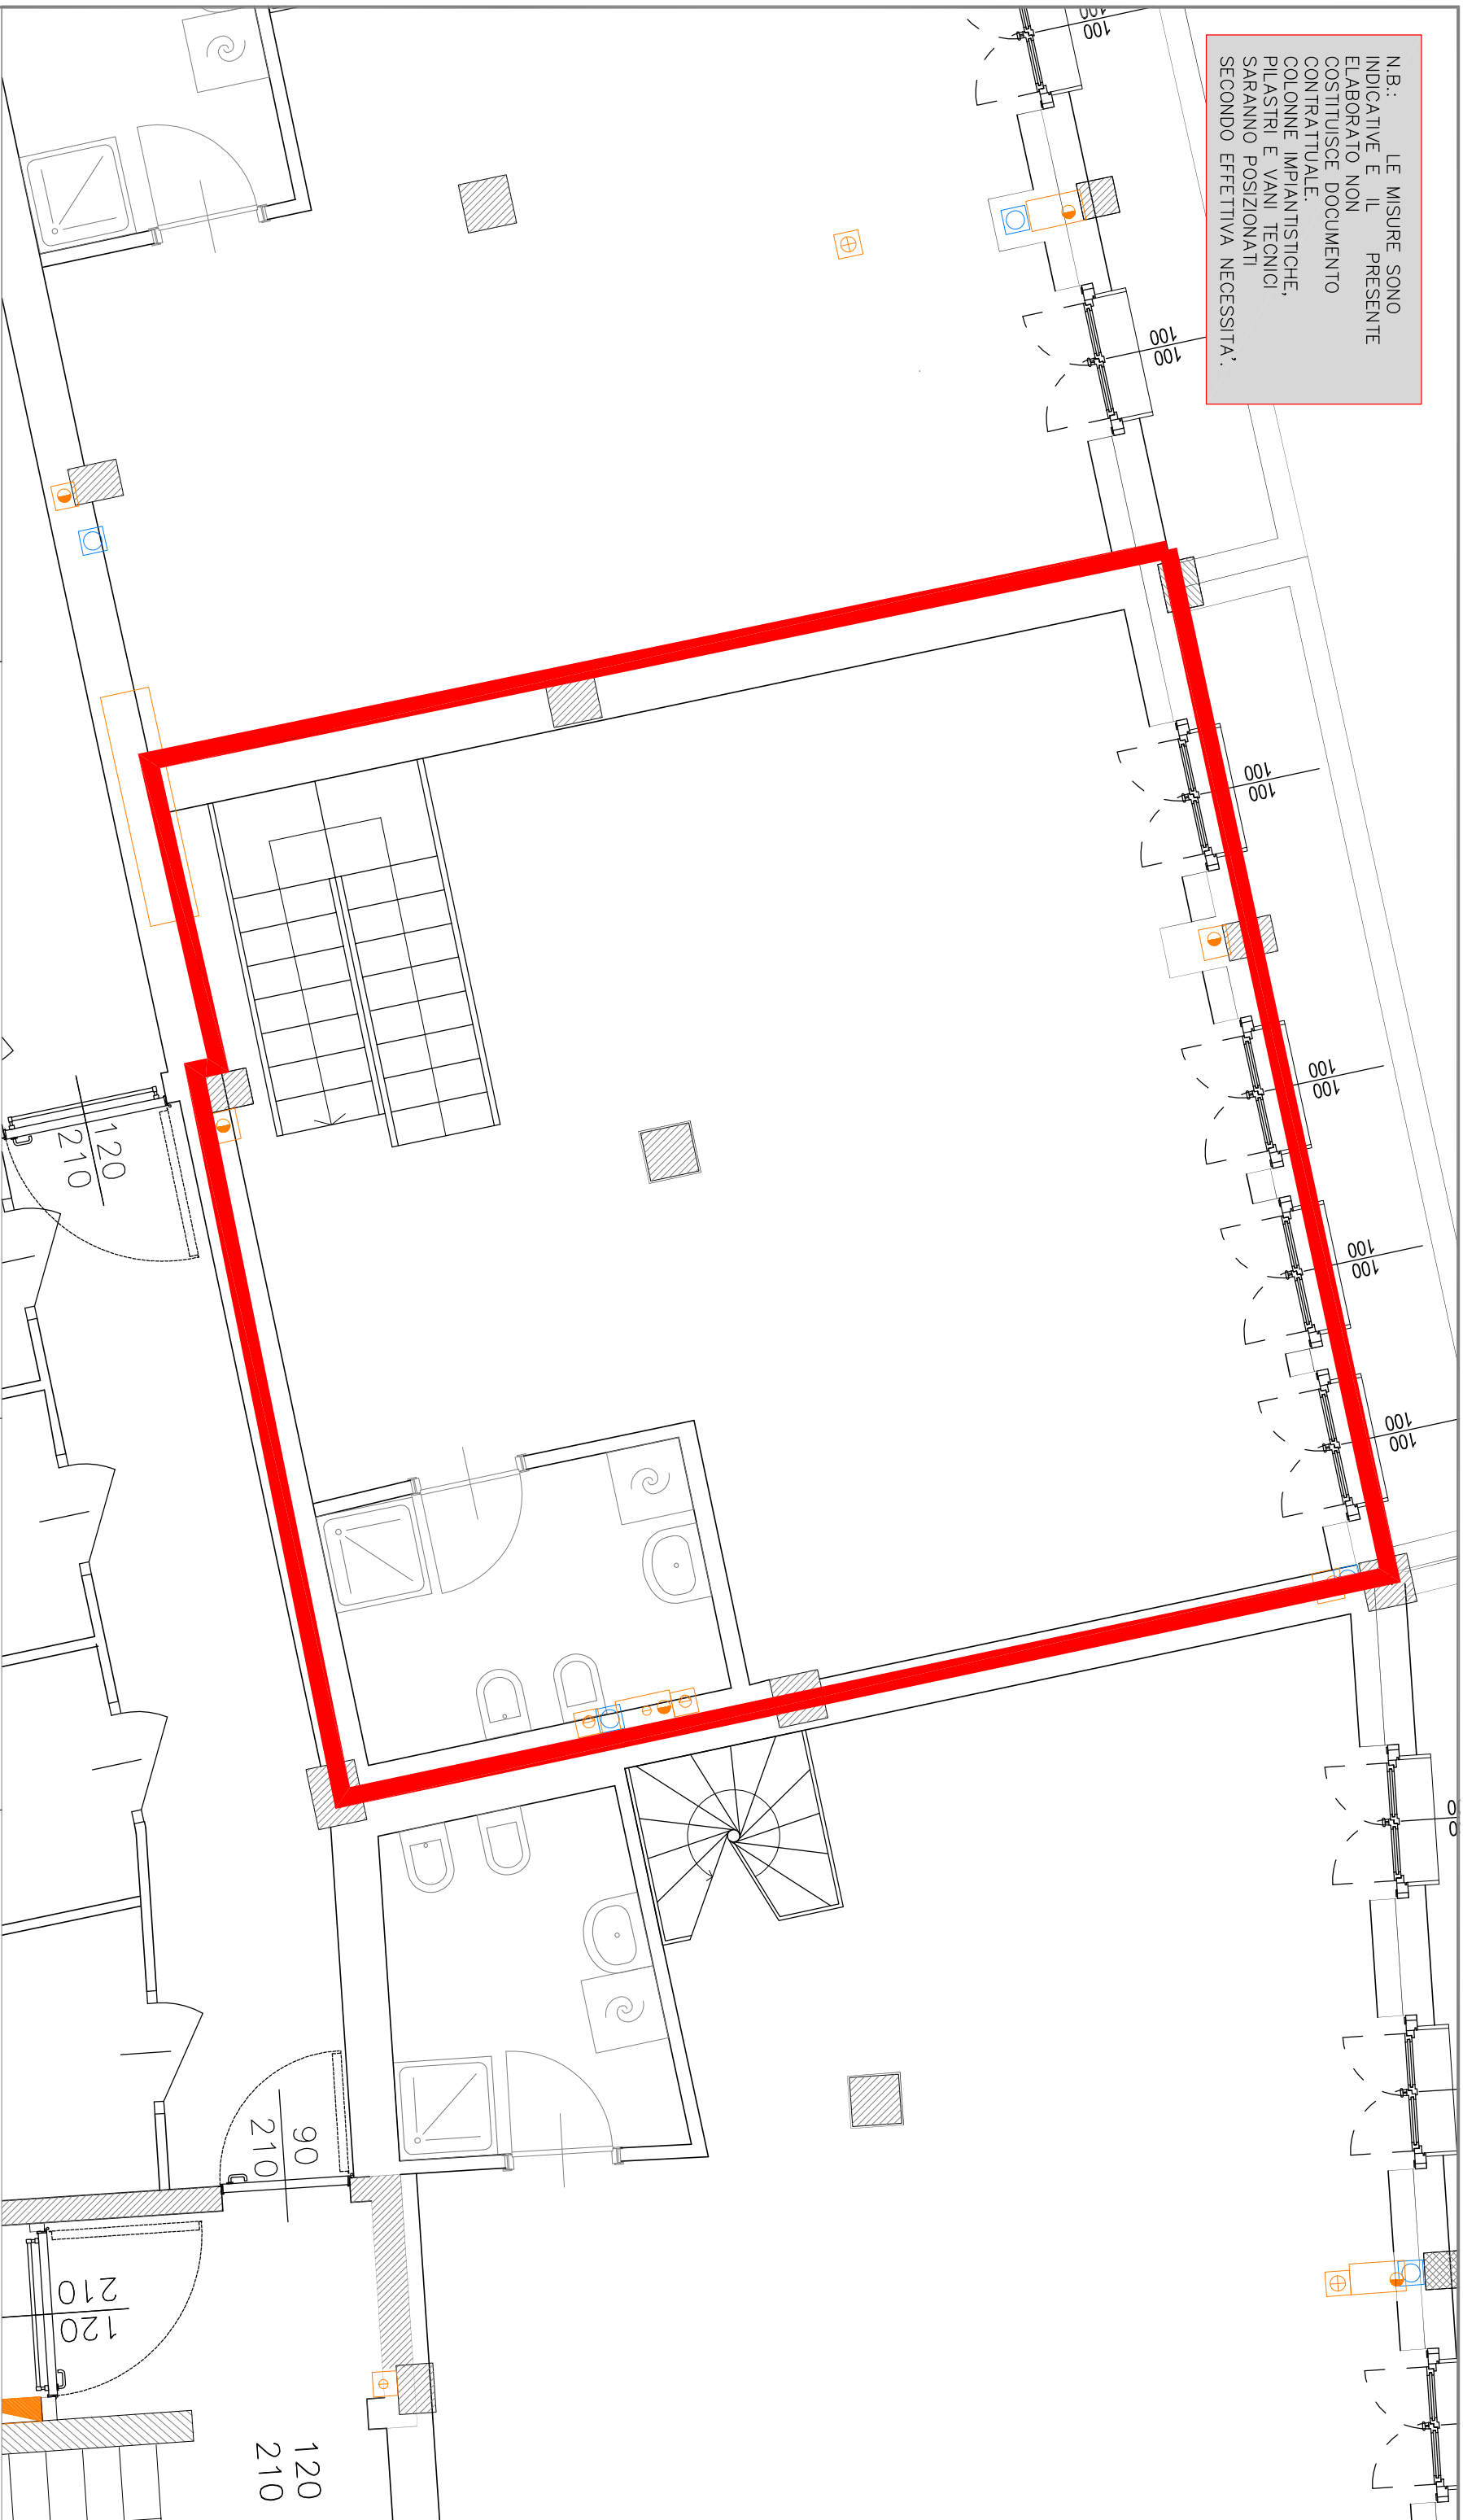 N.B.: LE MISURE SONO
INDICATIVE E IL PRESENTE
ELABORATO NON
COSTITUISCE DOCUMENTO
CONTRATTUALE.
COLONNE IMPIANTISTICHE,
PILASTRI E VANI TECNICI
SARANNO POSIZIONATI
SECONDO EFFETTIVA NECESSITA'.
100
100
100
100
100
100
100
100
100
100
100
100
120
210
90
210
120
210
120
210